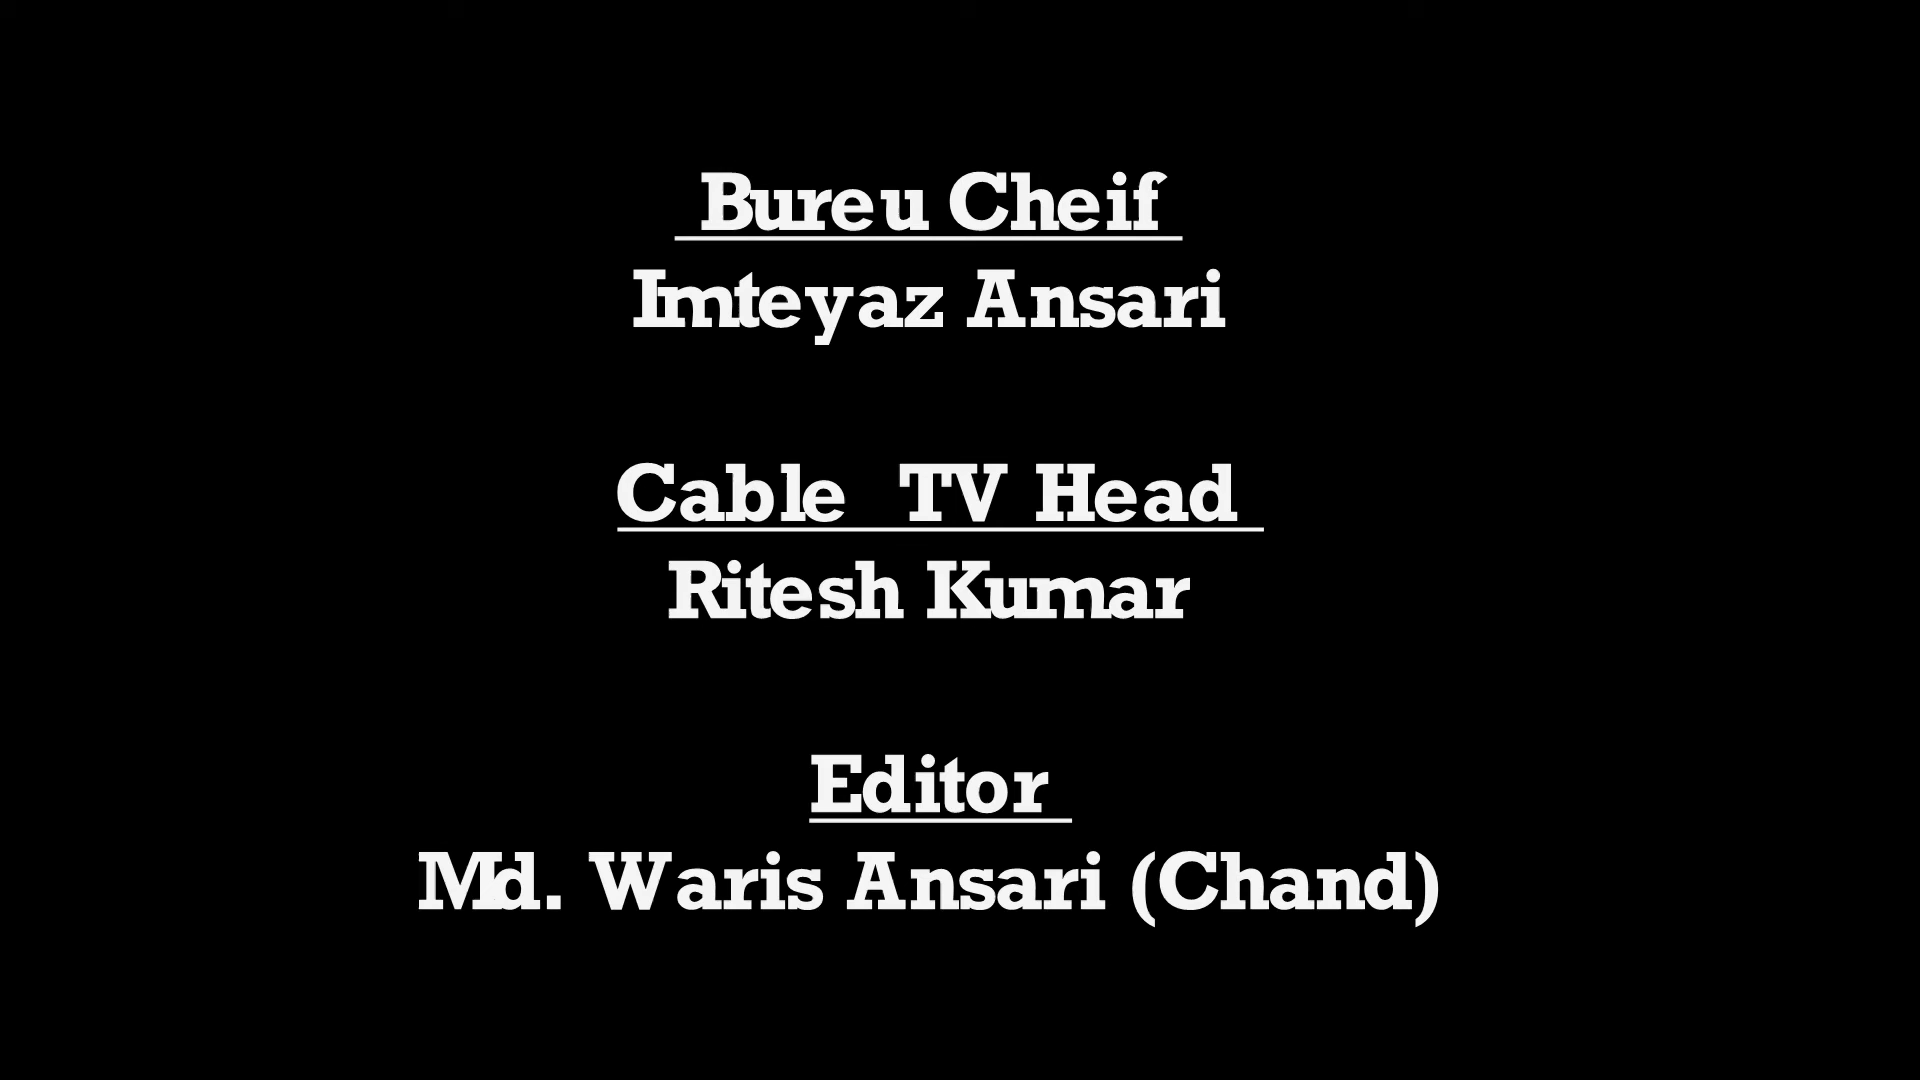 Bureu Cheif
Imteyaz Ansari
Cable TV Head
Ritesh Kumar
Editor
Md. Waris Ansari (Chand)